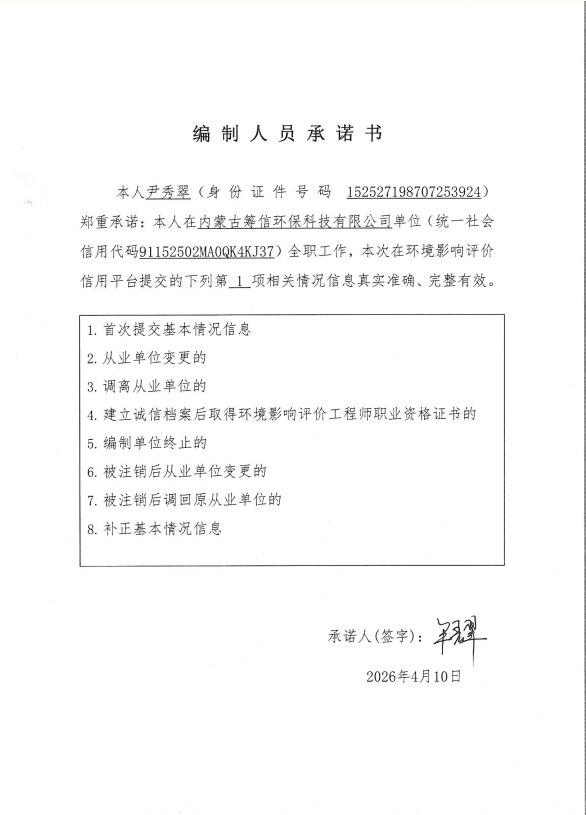 编制人员承诺书
本人尹秀翠（身份证件号码 152527198707253924）
郑重承诺：本人在内蒙古筹信环保科技有限公司单位（统一社会
信用代码91152502MA0QK4KJ37）全职工作，本次在环境影响评价
信用平台提交的下列第 1 项相关情况信息真实准确、完整有效。
1. 首次提交基本情况信息
2. 从业单位变更的
3. 调离从业单位的
4. 建立诚信档案后取得环境影响评价工程师职业资格证书的
5. 编制单位终止的
6. 被注销后从业单位变更的
7. 被注销后调回原从业单位的
8. 补正基本情况信息
承诺人(签字)：
2026年4月10日